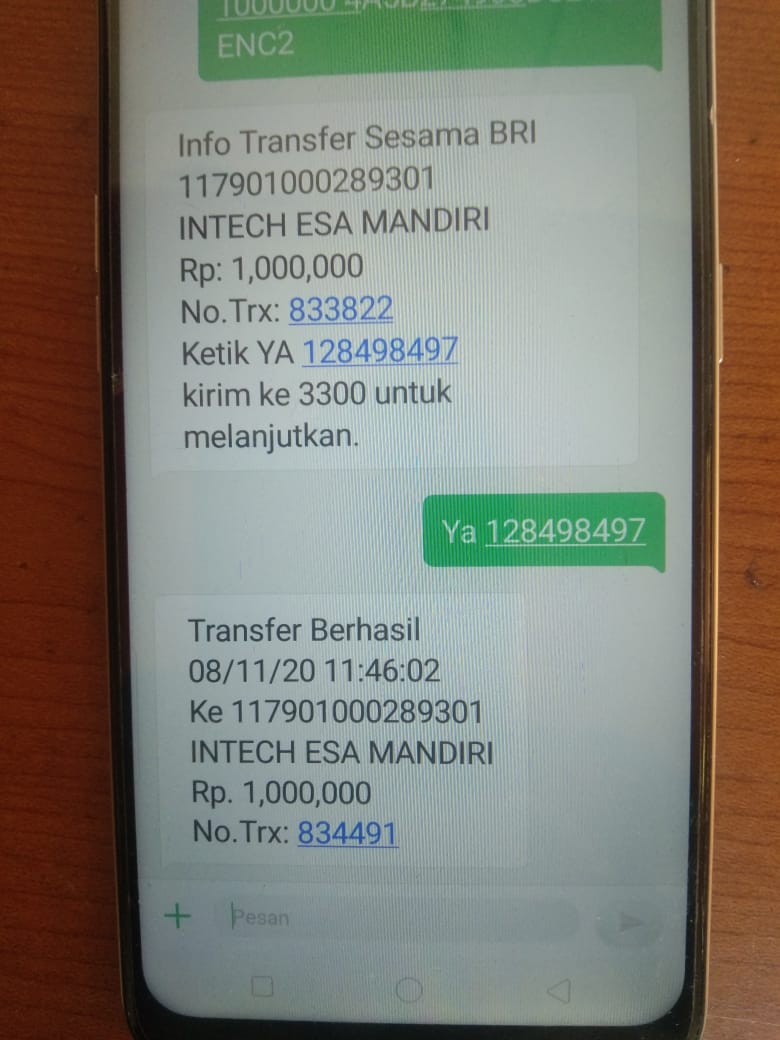 ENC2
Info Transfer Sesama BRI
117901000289301
INTECH ESA MANDIRI
Rp: 1,000,000
No.Trx: 833822
Ketik YA 128498497
kirim ke 3300 untuk
melanjutkan.
Ya 128498497
Transfer Berhasil
08/11/20 11:46:02
Ke 117901000289301
INTECH ESA MANDIRI
Rp. 1,000,000
No.Trx: 834491
Pesan